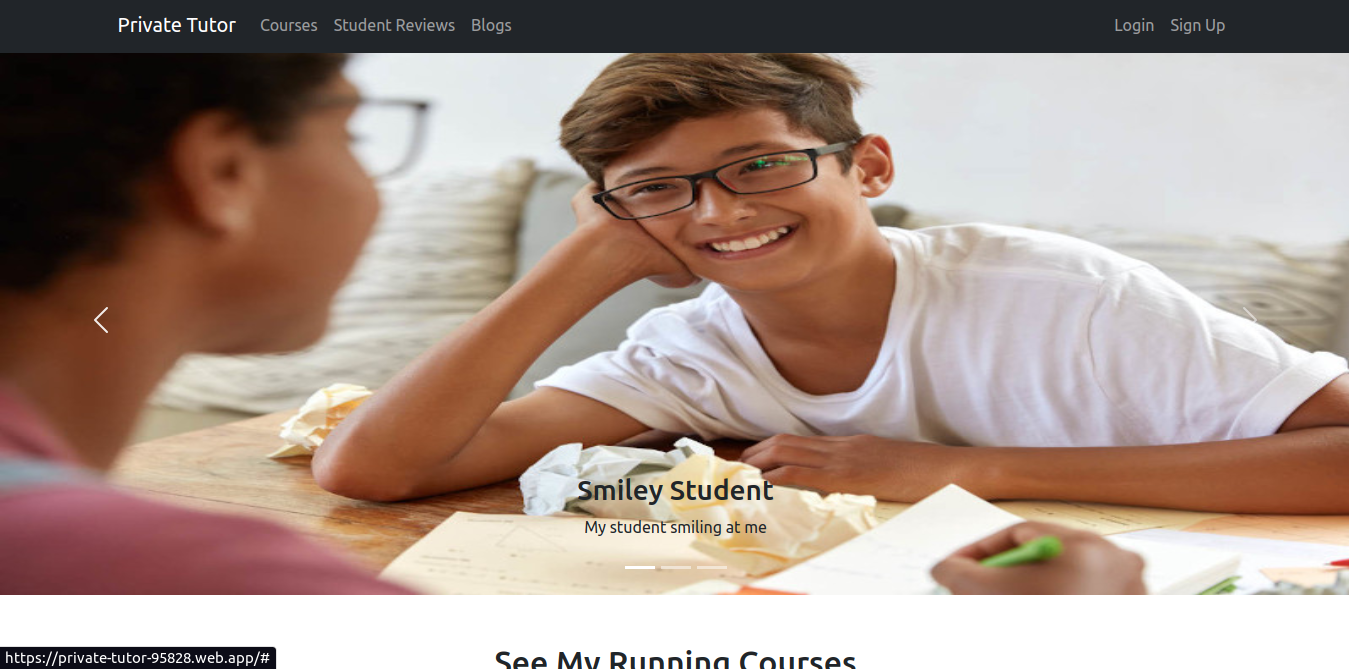 Private Tutor Courses Student Reviews Blogs Login Sign Up
Smiley Student
My student smiling at me
See My Running Courses
https://private-tutor-95828.web.app/#